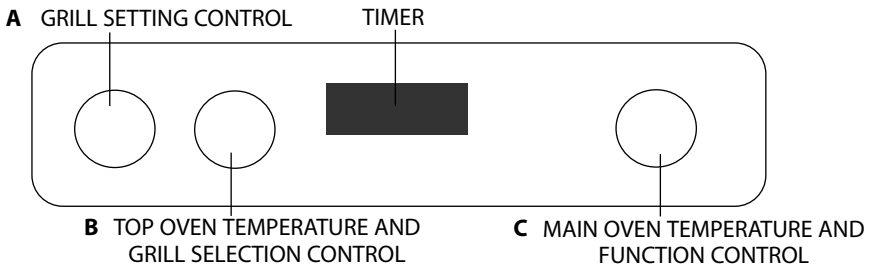 A GRILL SETTING CONTROL
TIMER
B TOP OVEN TEMPERATURE AND
GRILL SELECTION CONTROL
C MAIN OVEN TEMPERATURE AND
FUNCTION CONTROL